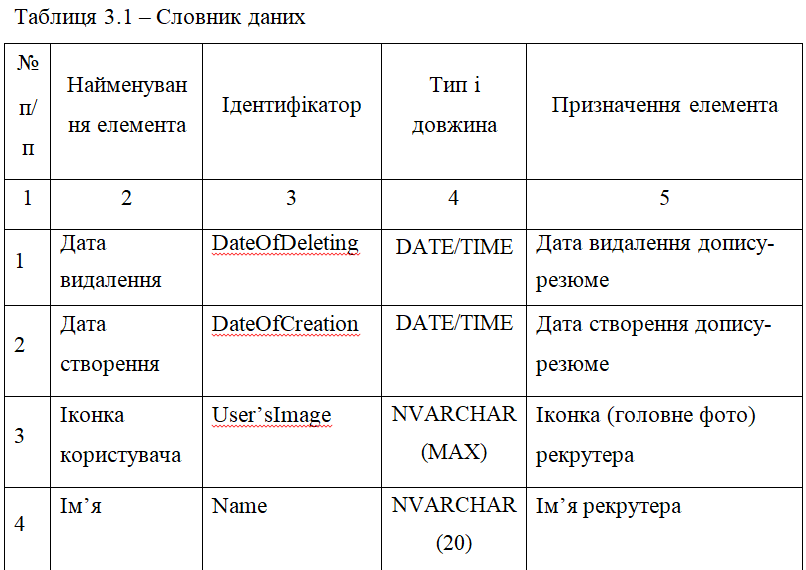 Таблиця 3.1 – Словник даних
№
п/
п
Найменуван
ня елемента
Ідентифікатор
Тип і
довжина
Призначення елемента
1
2
3
4
5
1
Дата
видалення
DateOfDeleting
DATE/TIME
Дата видалення допису-
резюме
2
Дата
створення
DateOfCreation
DATE/TIME
Дата створення допису-
резюме
3
Іконка
користувача
User’sImage
NVARCHAR
(MAX)
Іконка (головне фото)
рекрутера
4
Ім’я
Name
NVARCHAR
(20)
Ім’я рекрутера